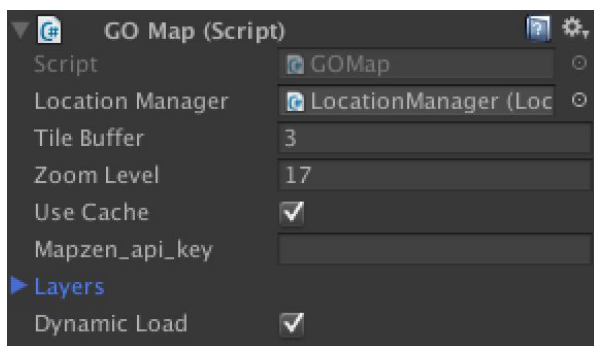 GO Map (Script)
Script GOMap
Location Manager LocationManager (Loc
Tile Buffer 3
Zoom Level 17
Use Cache
Mapzen_api_key
Layers
Dynamic Load